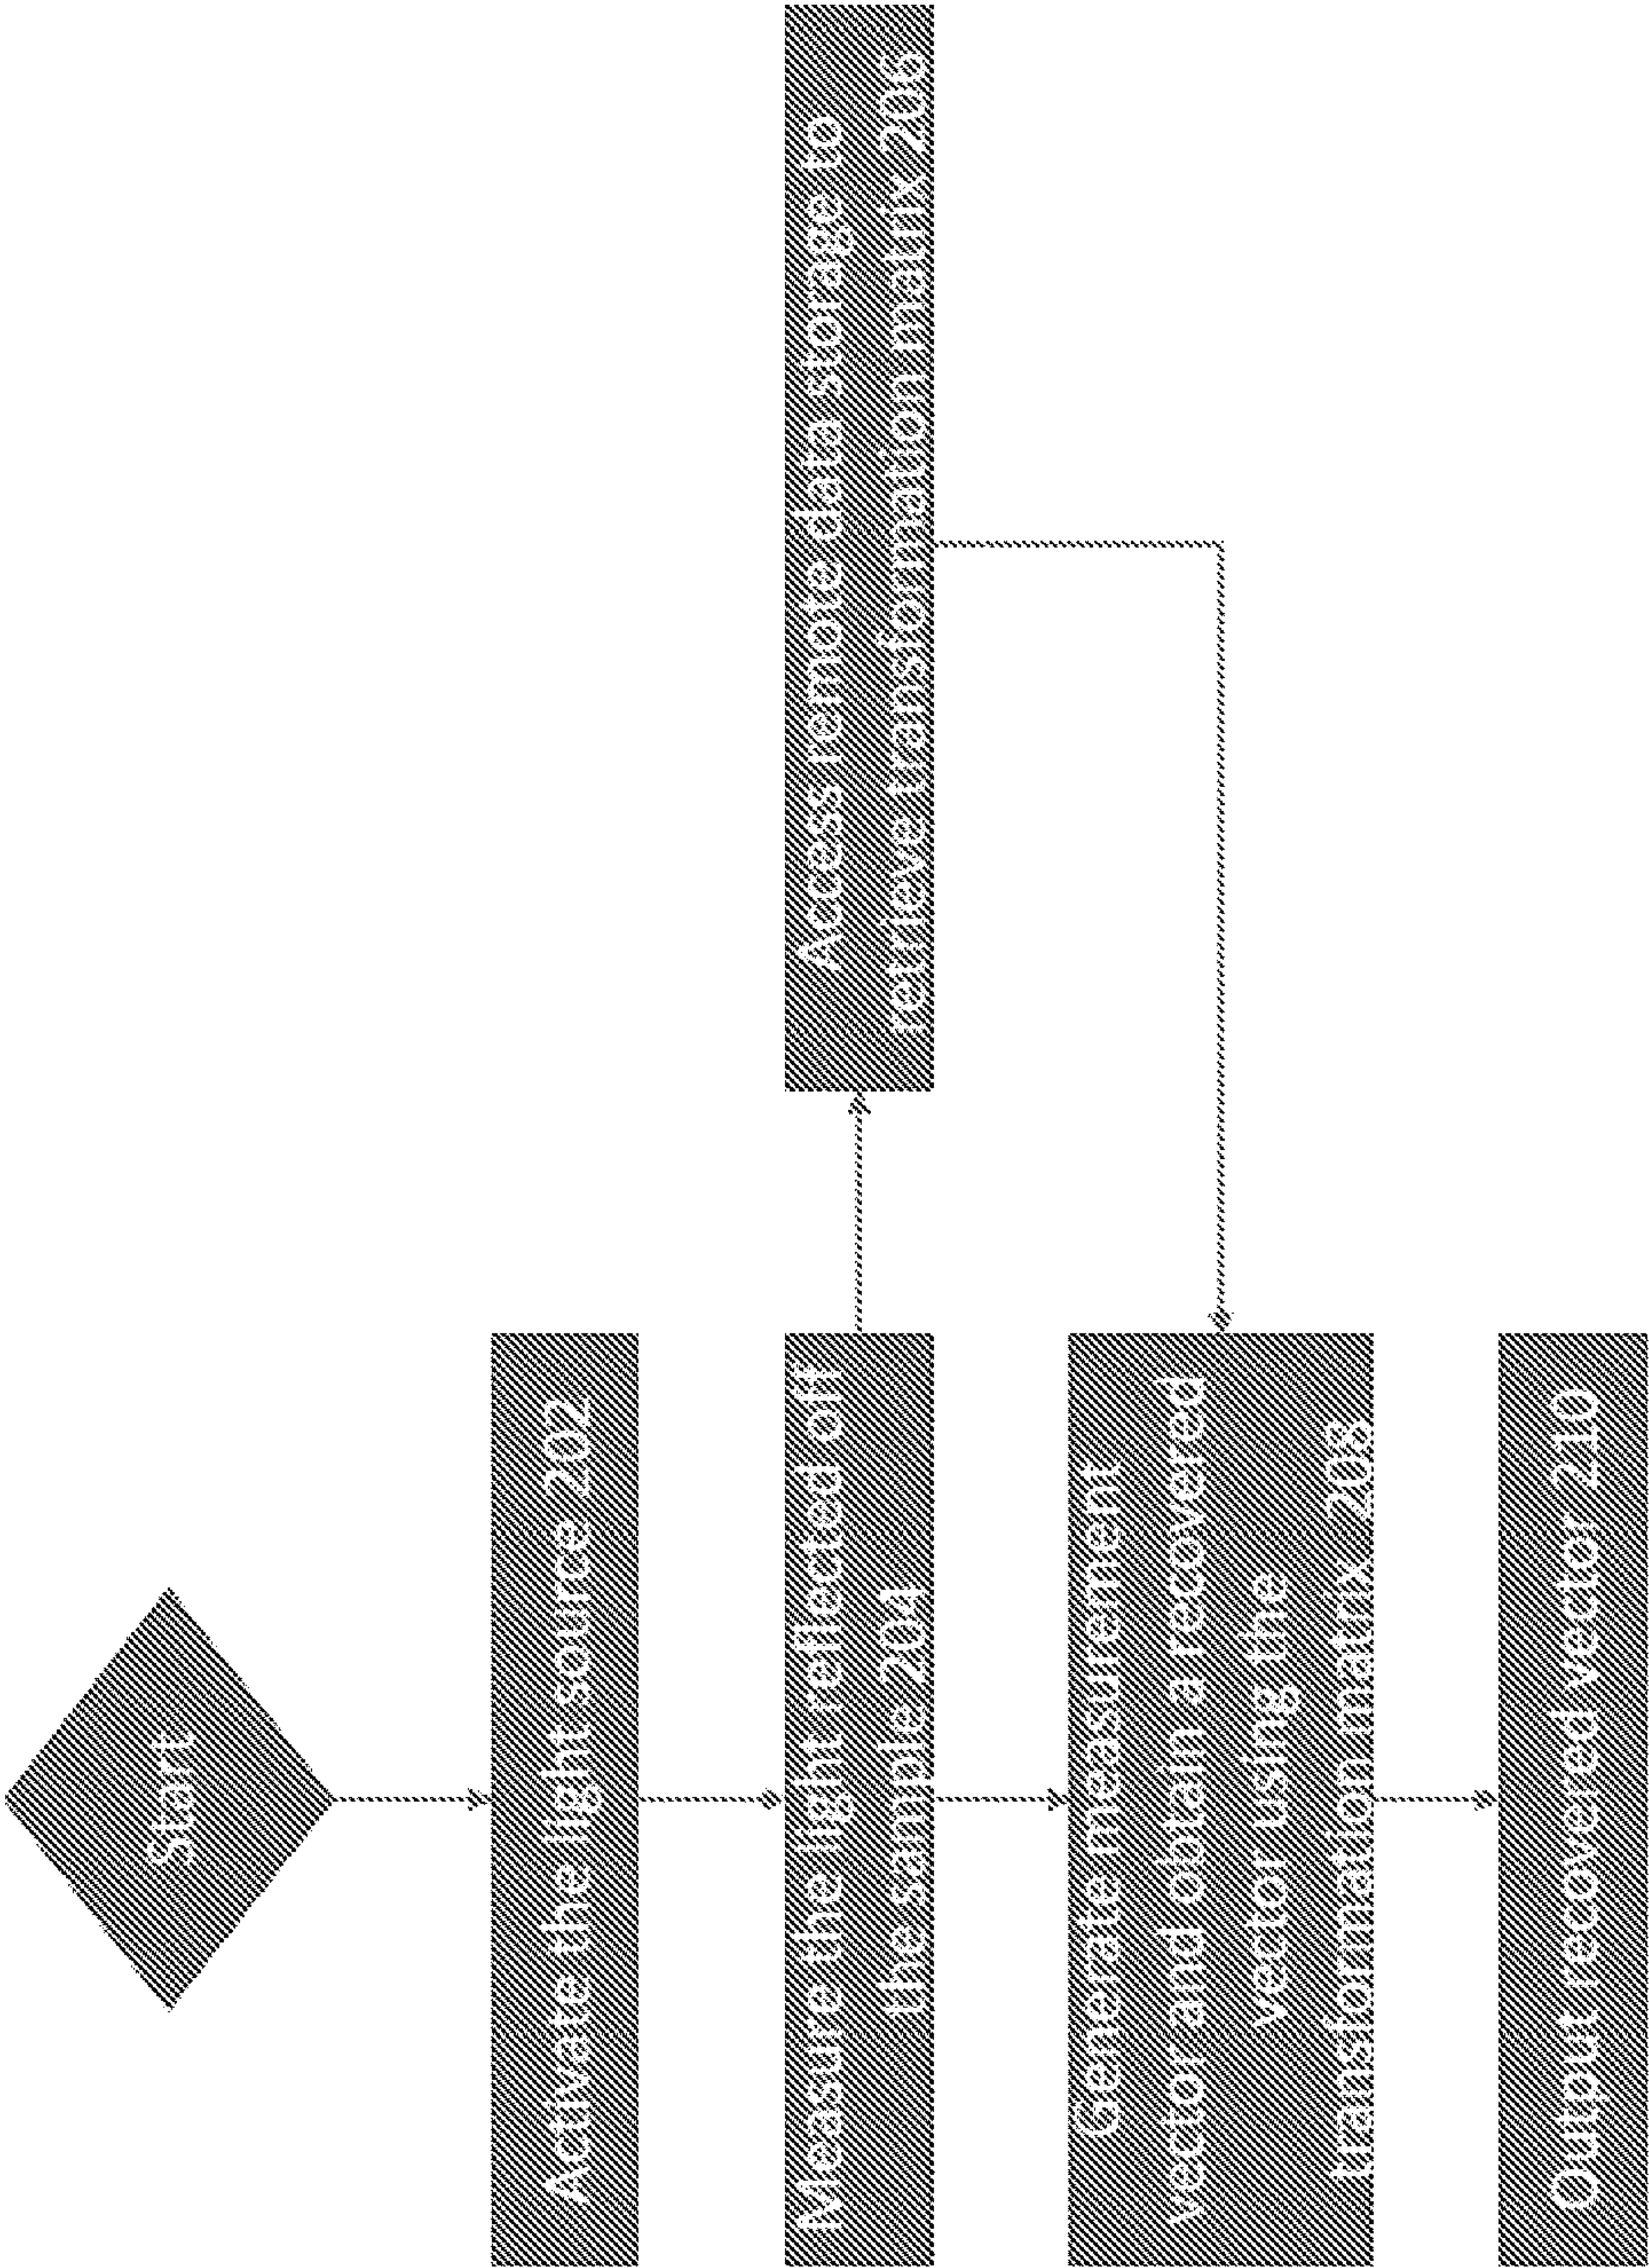 Start
Activate the light source 202
Measure the light reflected off
the sample 204
Access remote data storage to
retrieve transformation matrix 206
Generate measurement
vector and obtain a recovered
vector using the
transformation matrix 208
Output recovered vector 210